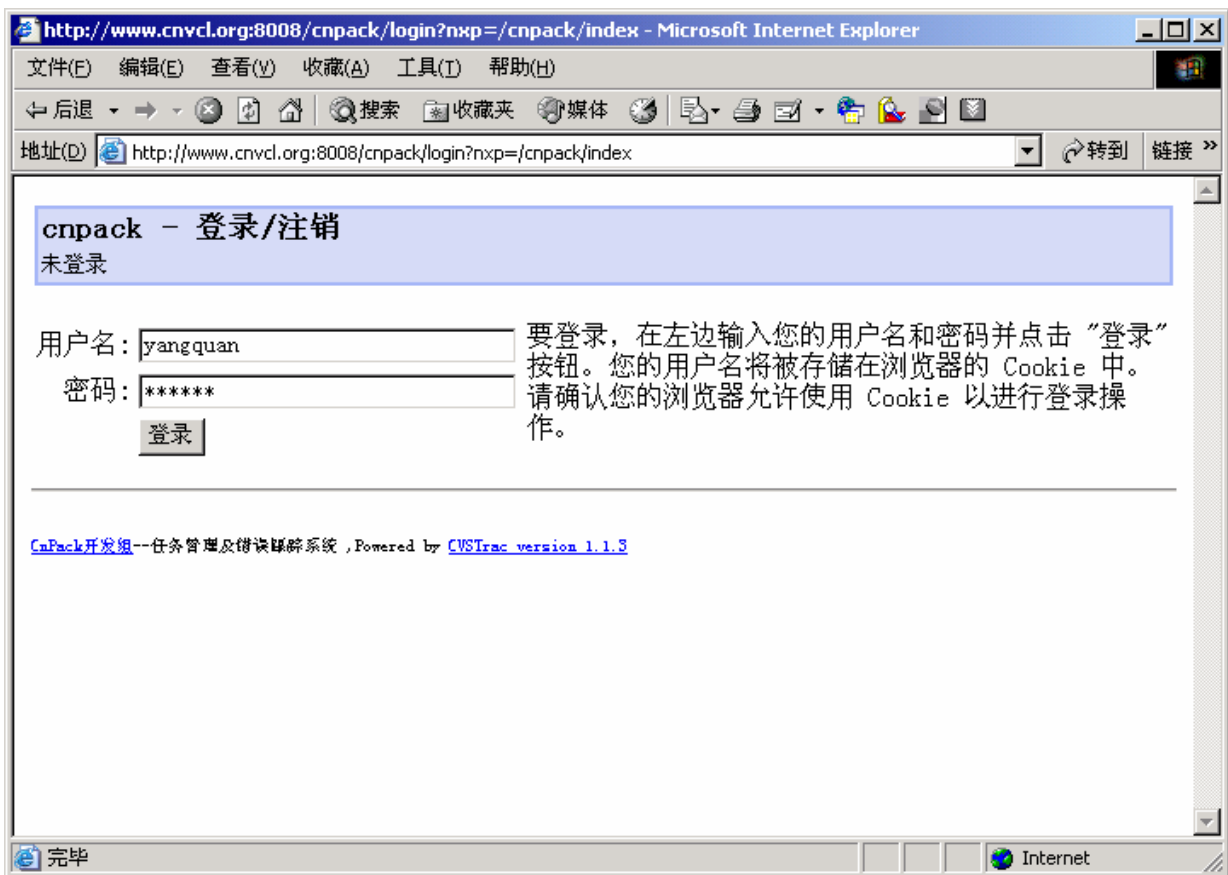 http://www.cnvcl.org:8008/cnpack/login?nxp=/cnpack/index - Microsoft Internet Explorer
文件(F) 编辑(E) 查看(V) 收藏(A) 工具(T) 帮助(H)
后退 搜索 收藏夹 媒体
地址(D) http://www.cnvcl.org:8008/cnpack/login?nxp=/cnpack/index 转到 链接 »
cnpack - 登录/注销
未登录
用户名: yangquan
密码: ******
登录
要登录, 在左边输入您的用户名和密码并点击 "登录"
按钮。您的用户名将被存储在浏览器的 Cookie 中。
请确认您的浏览器允许使用 Cookie 以进行登录操
作。
CnPack开发组--任务管理及错误跟踪系统 ,Powered by CVSTrac version 1.1.3
完毕 Internet